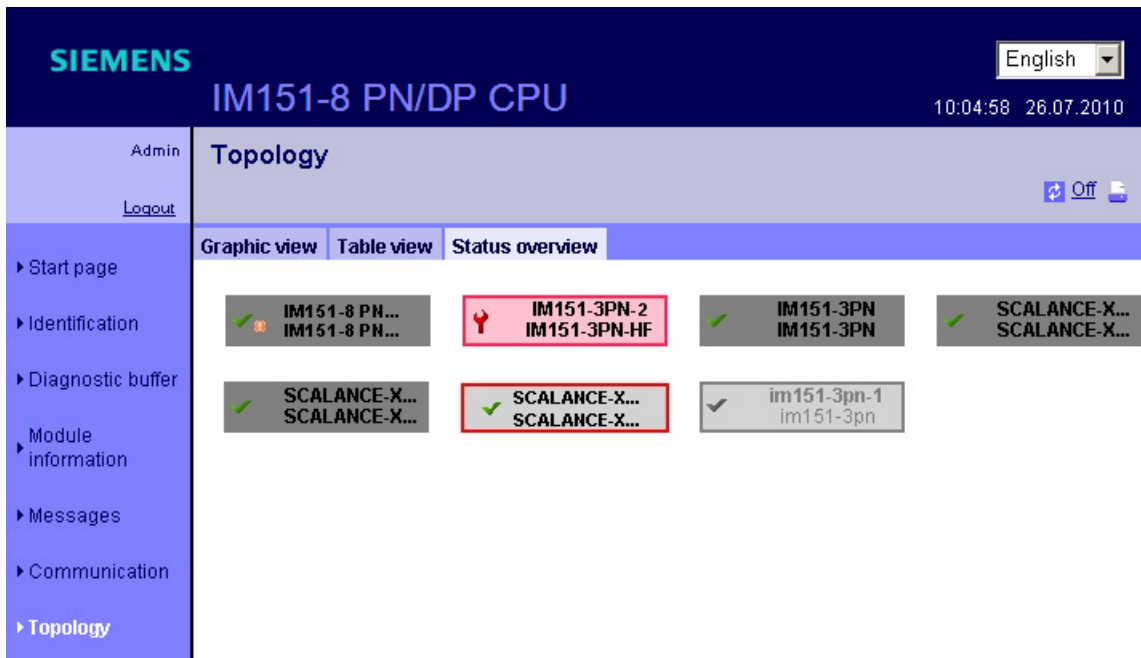 SIEMENS
English
IM151-8 PN/DP CPU
10:04:58 26.07.2010
Admin
Topology
Off
Logout
Graphic view Table view Status overview
Start page
Identification
Diagnostic buffer
Module
information
Messages
Communication
Topology
IM151-8 PN...
IM151-8 PN...
IM151-3PN-2
IM151-3PN-HF
IM151-3PN
IM151-3PN
SCALANCE-X...
SCALANCE-X...
SCALANCE-X...
SCALANCE-X...
SCALANCE-X...
SCALANCE-X...
im151-3pn-1
im151-3pn